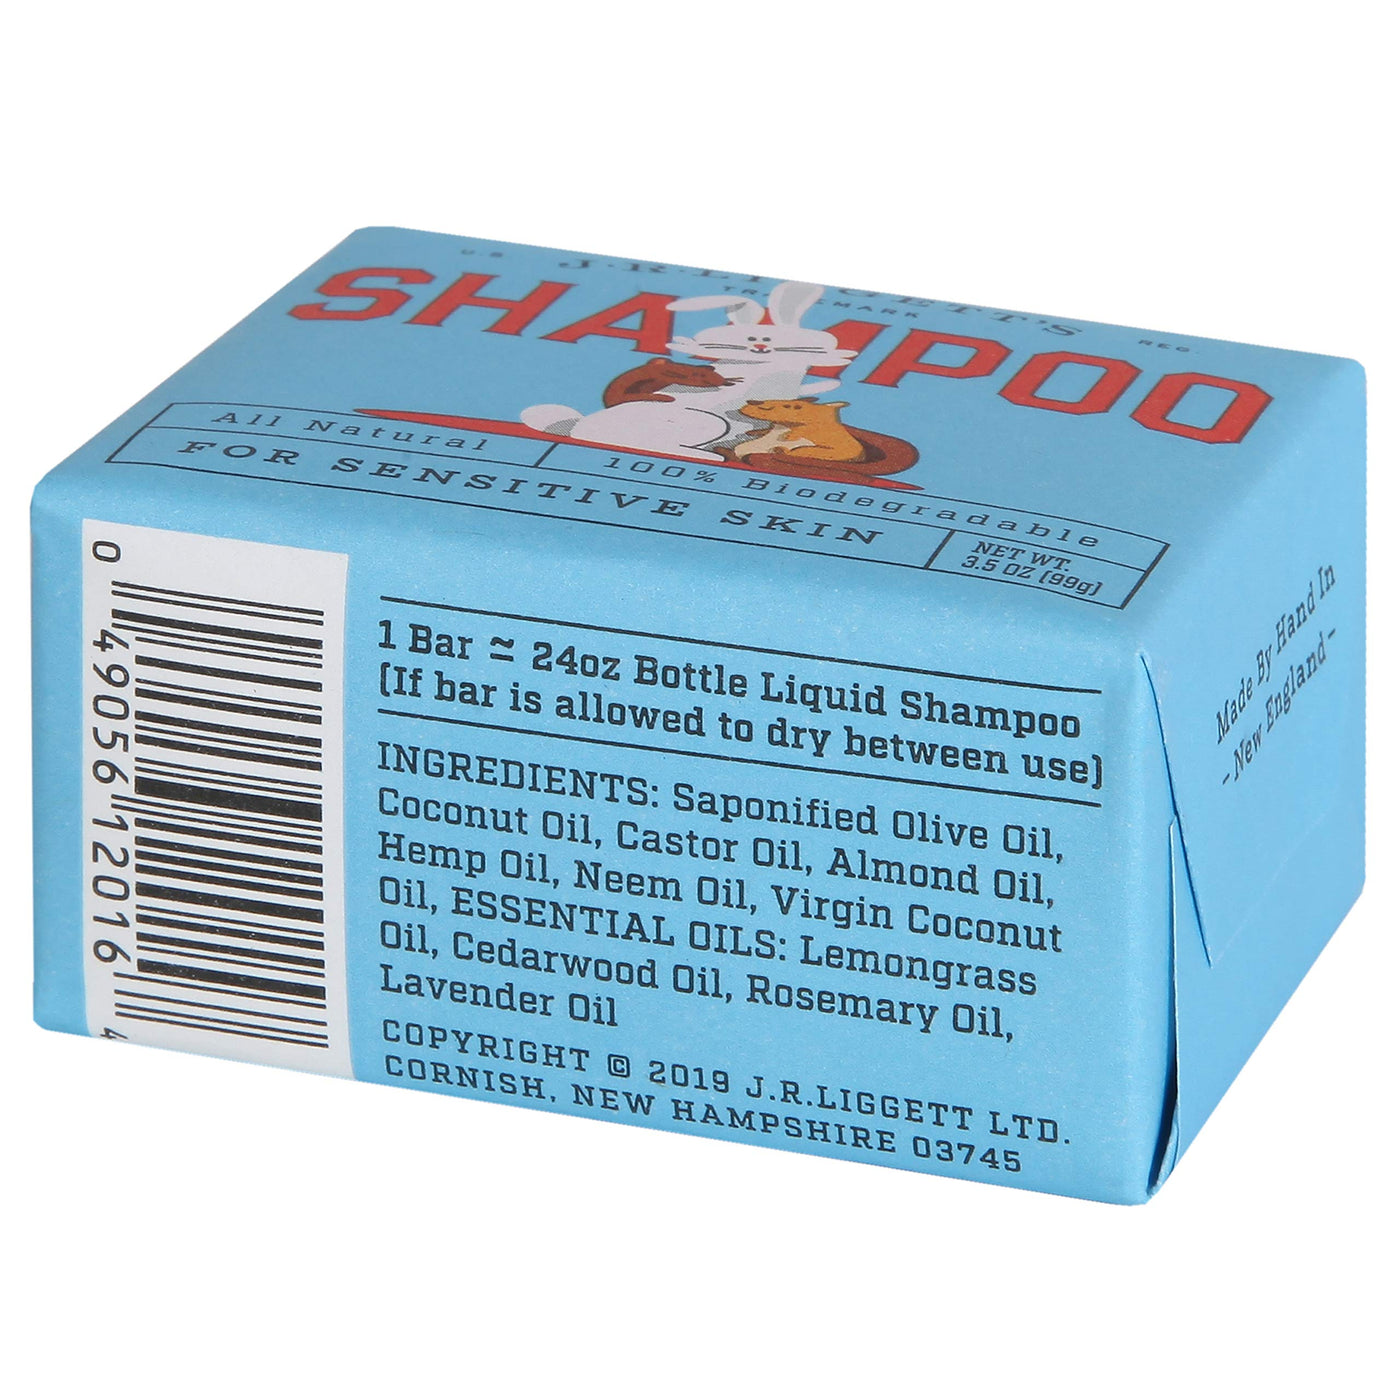 U.S. J.R.LIGGETT'S REG.
TRADEMARK
SHAMPOO
All Natural
100% Biodegradable
FOR SENSITIVE SKIN
NET WT.
3.5 OZ (99g)
0 49056 12016 4
1 Bar ≃ 24oz Bottle Liquid Shampoo
(If bar is allowed to dry between use)
INGREDIENTS: Saponified Olive Oil,
Coconut Oil, Castor Oil, Almond Oil,
Hemp Oil, Neem Oil, Virgin Coconut
Oil, ESSENTIAL OILS: Lemongrass
Oil, Cedarwood Oil, Rosemary Oil,
Lavender Oil
COPYRIGHT © 2019 J.R.LIGGETT LTD.
CORNISH, NEW HAMPSHIRE 03745
Made By Hand In
- New England -